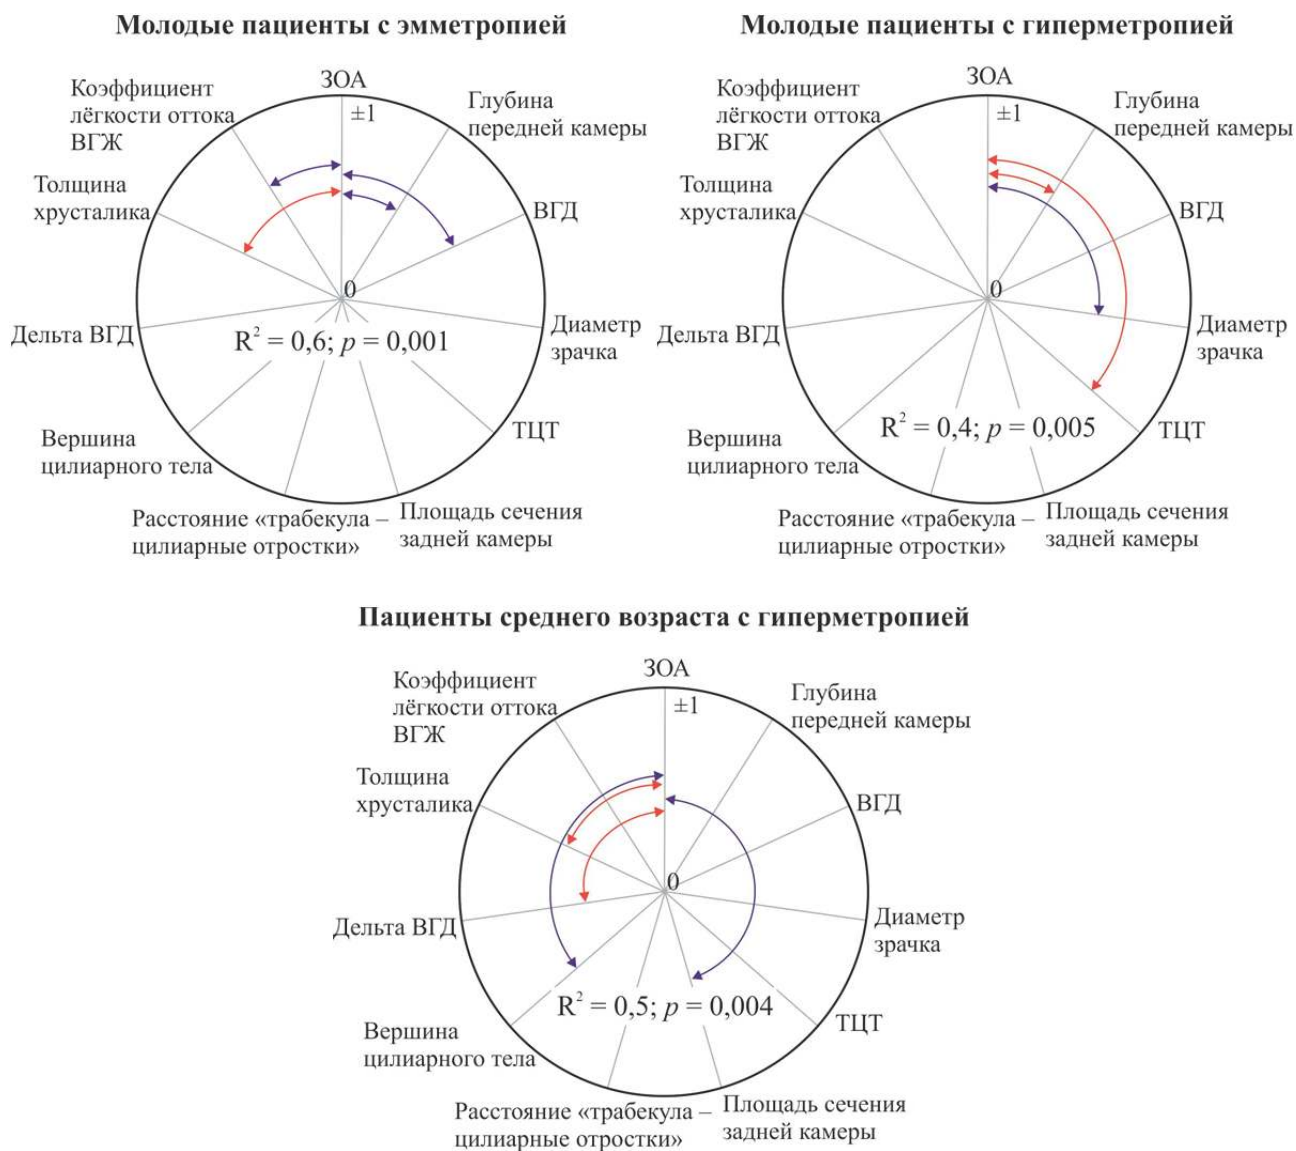 Молодые пациенты с эмметропией
ЗОА
±1
Коэффициент
лёгкости оттока
ВГЖ
Глубина
передней камеры
Толщина
хрусталика
ВГД
0
Дельта ВГД
R² = 0,6; p = 0,001
Диаметр
зрачка
Вершина
цилиарного тела
ТЦТ
Расстояние «трабекула –
цилиарные отростки»
Площадь сечения
задней камеры
Молодые пациенты с гиперметропией
ЗОА
±1
Коэффициент
лёгкости оттока
ВГЖ
Глубина
передней камеры
Толщина
хрусталика
ВГД
0
Дельта ВГД
Диаметр
зрачка
R² = 0,4; p = 0,005
Вершина
цилиарного тела
ТЦТ
Расстояние «трабекула –
цилиарные отростки»
Площадь сечения
задней камеры
Пациенты среднего возраста с гиперметропией
ЗОА
±1
Коэффициент
лёгкости оттока
ВГЖ
Глубина
передней камеры
Толщина
хрусталика
ВГД
0
Дельта ВГД
Диаметр
зрачка
R² = 0,5; p = 0,004
Вершина
цилиарного тела
ТЦТ
Расстояние «трабекула –
цилиарные отростки»
Площадь сечения
задней камеры